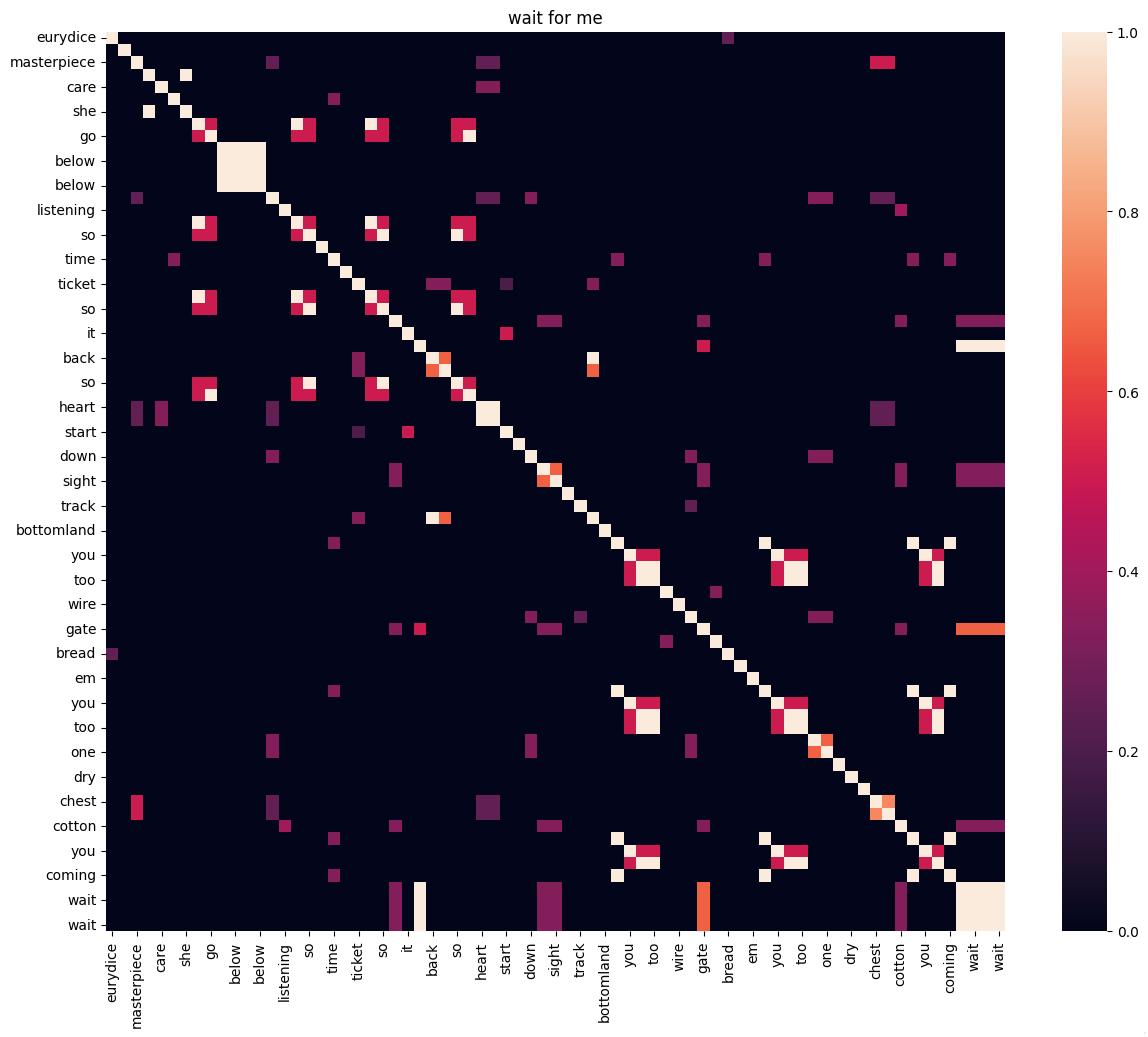 wait for me
eurydice
masterpiece
care
she
go
below
below
listening
so
time
ticket
so
it
back
so
heart
start
down
sight
track
bottomland
you
too
wire
gate
bread
em
you
too
one
dry
chest
cotton
you
coming
wait
wait
eurydice
masterpiece
care
she
go
below
below
listening
so
time
ticket
so
it
back
so
heart
start
down
sight
track
bottomland
you
too
wire
gate
bread
em
you
too
one
dry
chest
cotton
you
coming
wait
wait
1.0
0.8
0.6
0.4
0.2
0.0